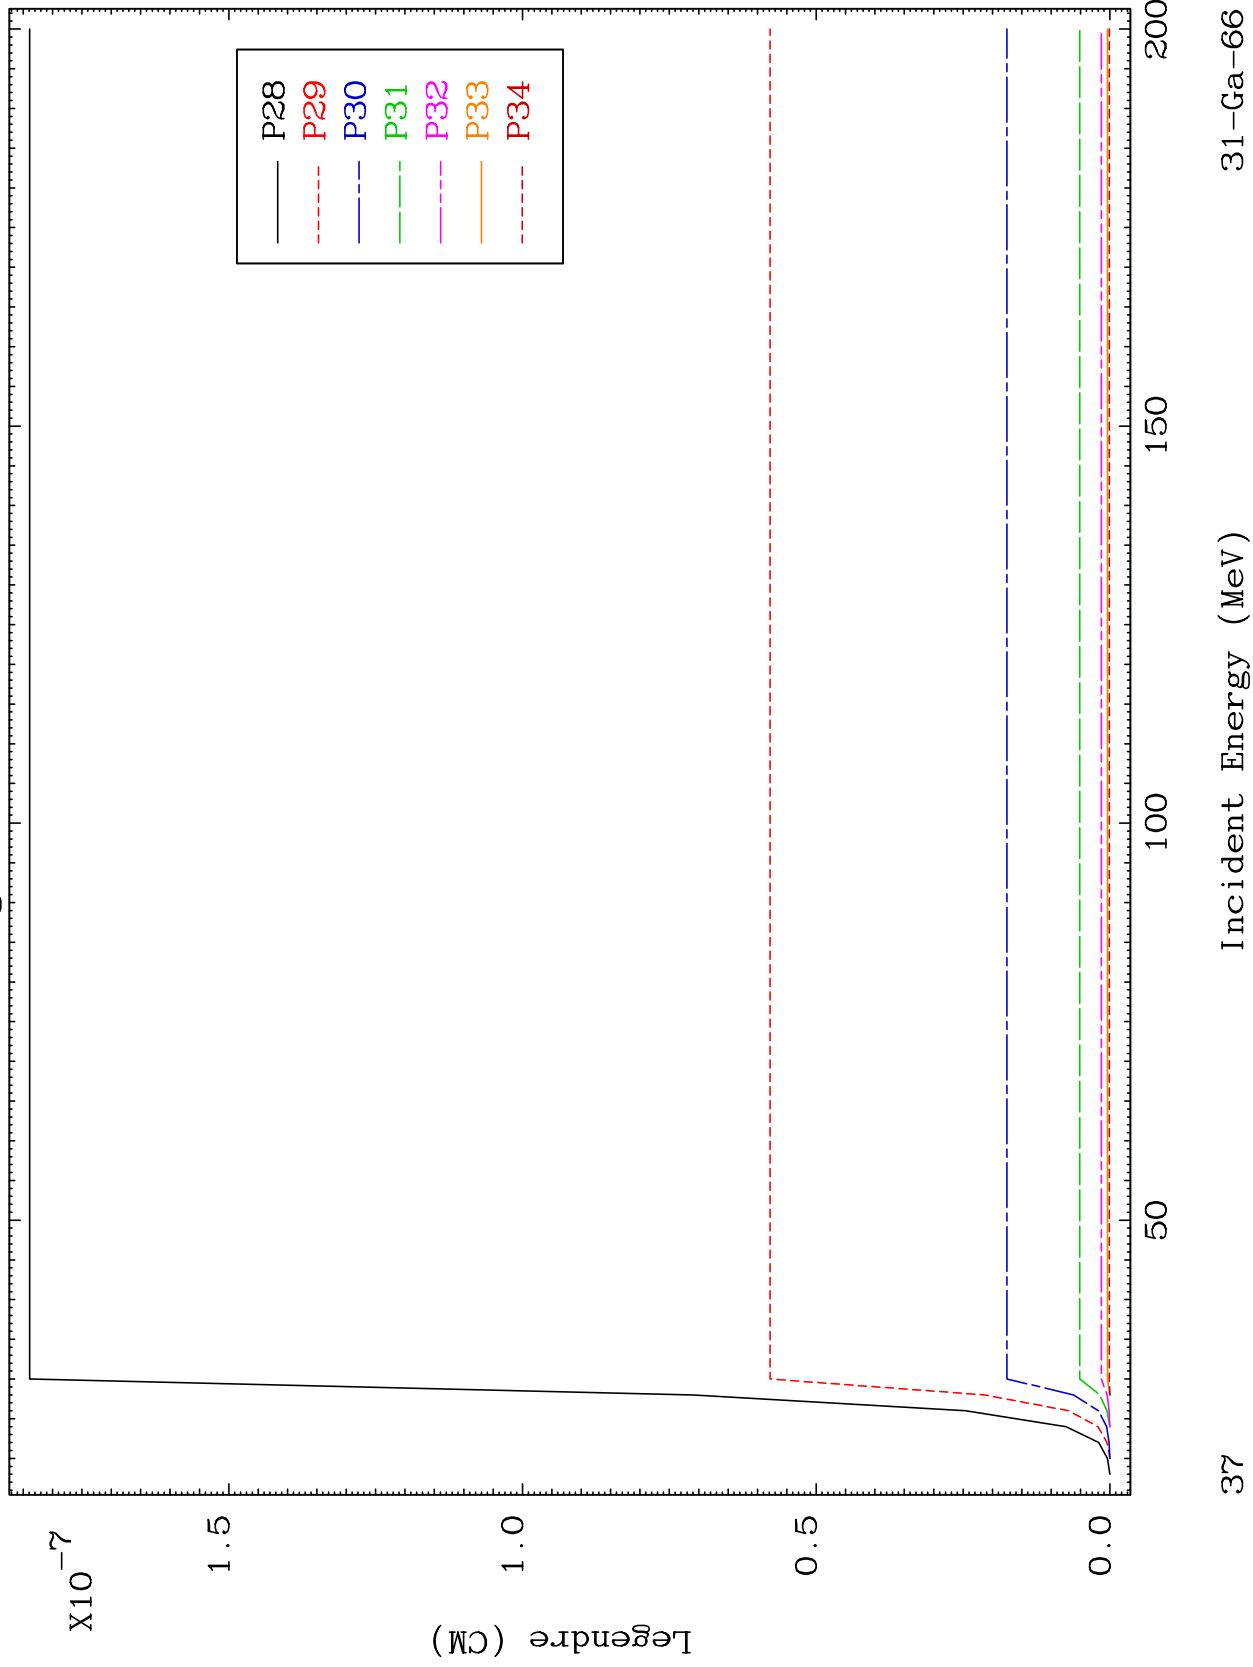 X10-7
1.5
1.0
0.5
0.0
Legendre (CM)
P28
P29
P30
P31
P32
P33
P34
50
100
150
200
37
Incident Energy (MeV)
31-Ga-66